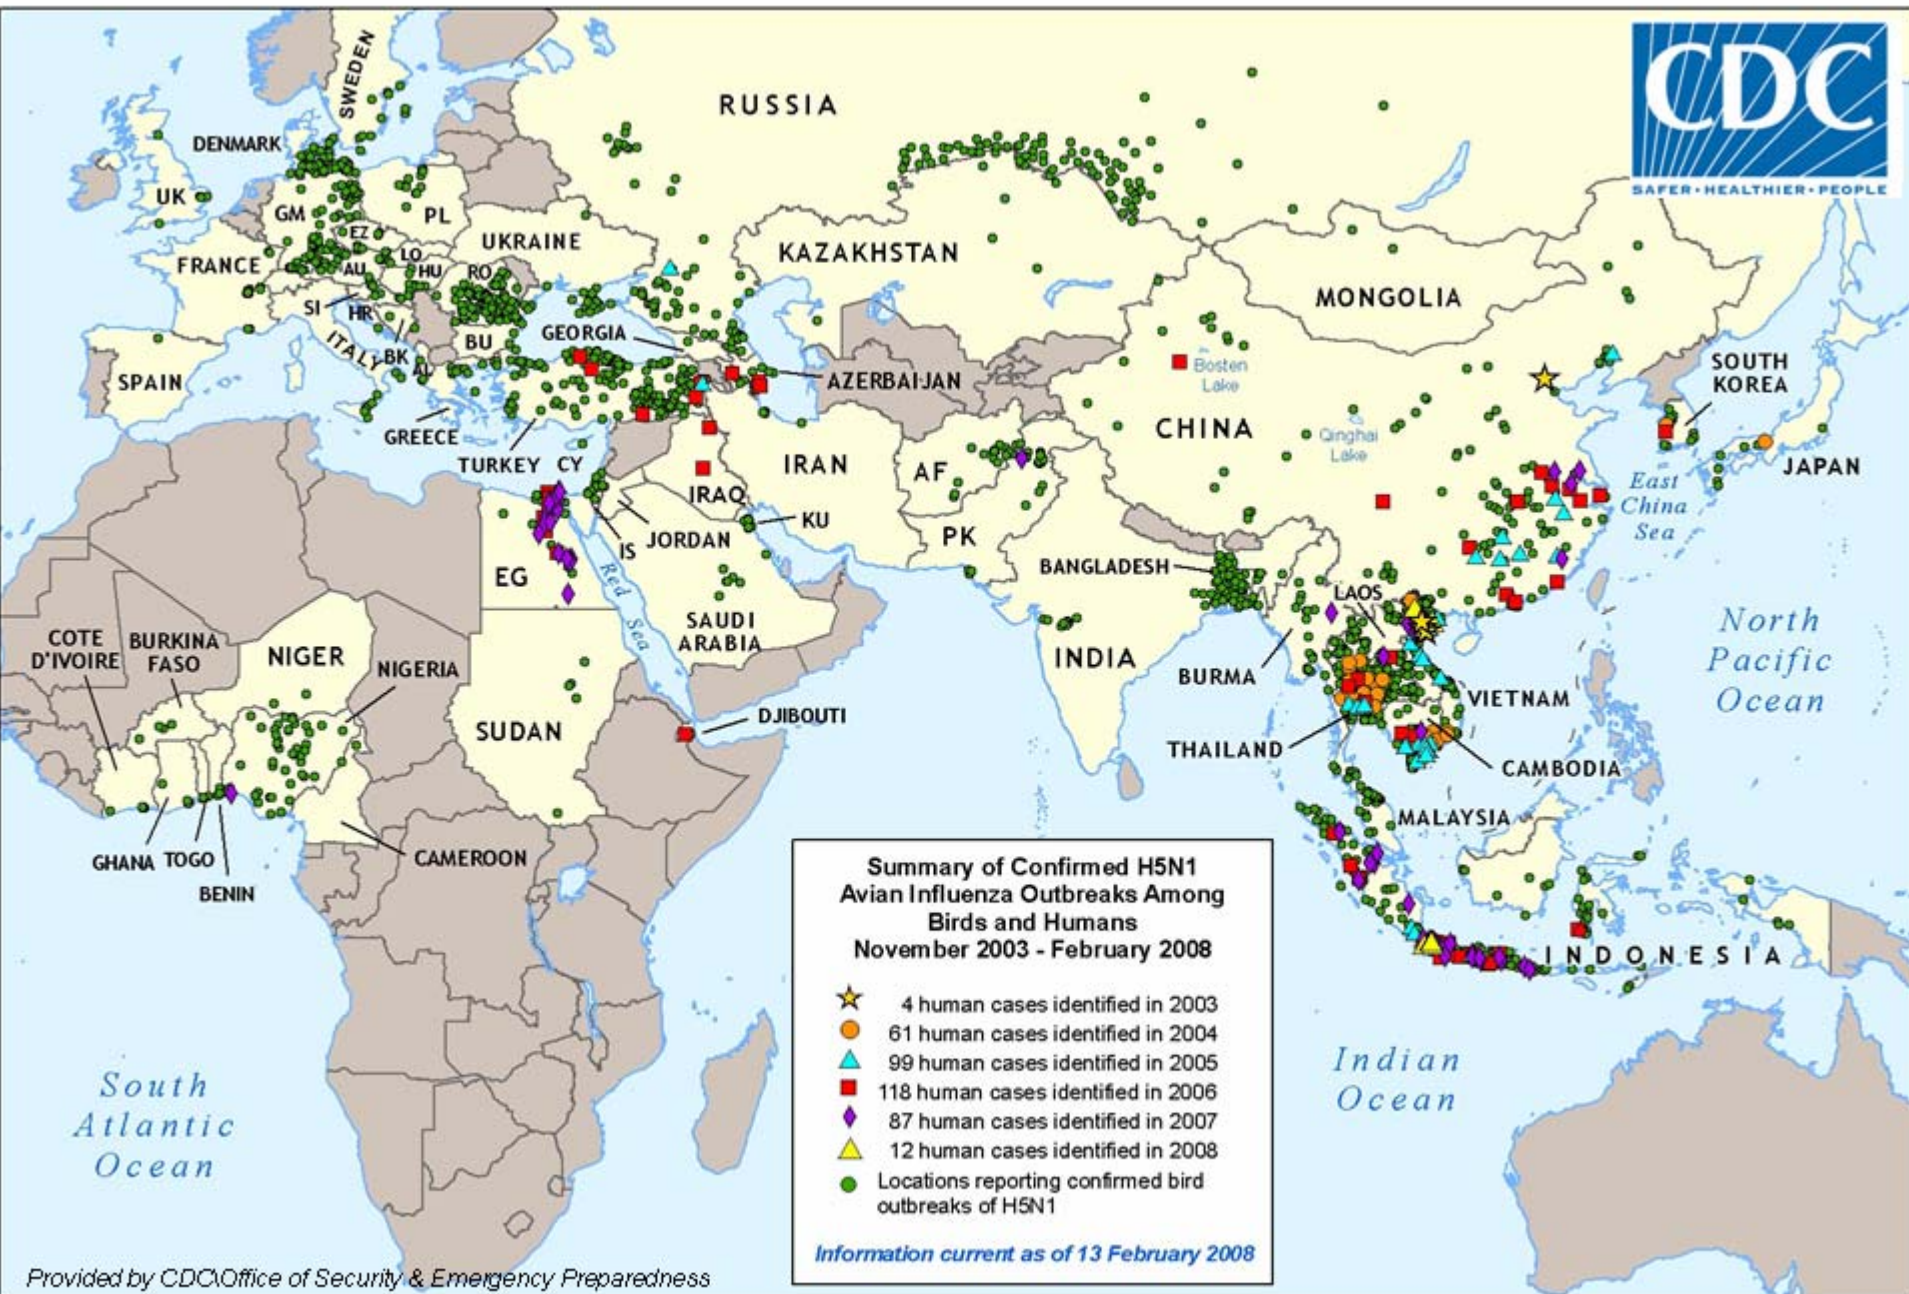 CDC
SAFER • HEALTHIER • PEOPLE
SWEDEN
RUSSIA
DENMARK
UK
GM
PL
EZ
UKRAINE
FRANCE
AU
LO
HU
RO
KAZAKHSTAN
MONGOLIA
SI
HR
ITALY
BK
AL
BU
GEORGIA
SPAIN
AZERBAIJAN
Bosten
Lake
SOUTH
KOREA
GREECE
TURKEY
CY
IRAN
AF
CHINA
Qinghai
Lake
JAPAN
IRAQ
KU
East
China
Sea
IS
JORDAN
PK
EG
Red Sea
SAUDI
ARABIA
BANGLADESH
LAOS
INDIA
BURMA
North
Pacific
Ocean
COTE
D'IVOIRE
BURKINA
FASO
NIGER
NIGERIA
SUDAN
DJIBOUTI
VIETNAM
THAILAND
CAMBODIA
MALAYSIA
GHANA
TOGO
BENIN
CAMEROON
INDONESIA
Summary of Confirmed H5N1
Avian Influenza Outbreaks Among
Birds and Humans
November 2003 - February 2008
4 human cases identified in 2003
61 human cases identified in 2004
99 human cases identified in 2005
118 human cases identified in 2006
87 human cases identified in 2007
12 human cases identified in 2008
Locations reporting confirmed bird
outbreaks of H5N1
Information current as of 13 February 2008
South
Atlantic
Ocean
Indian
Ocean
Provided by CDC\Office of Security & Emergency Preparedness